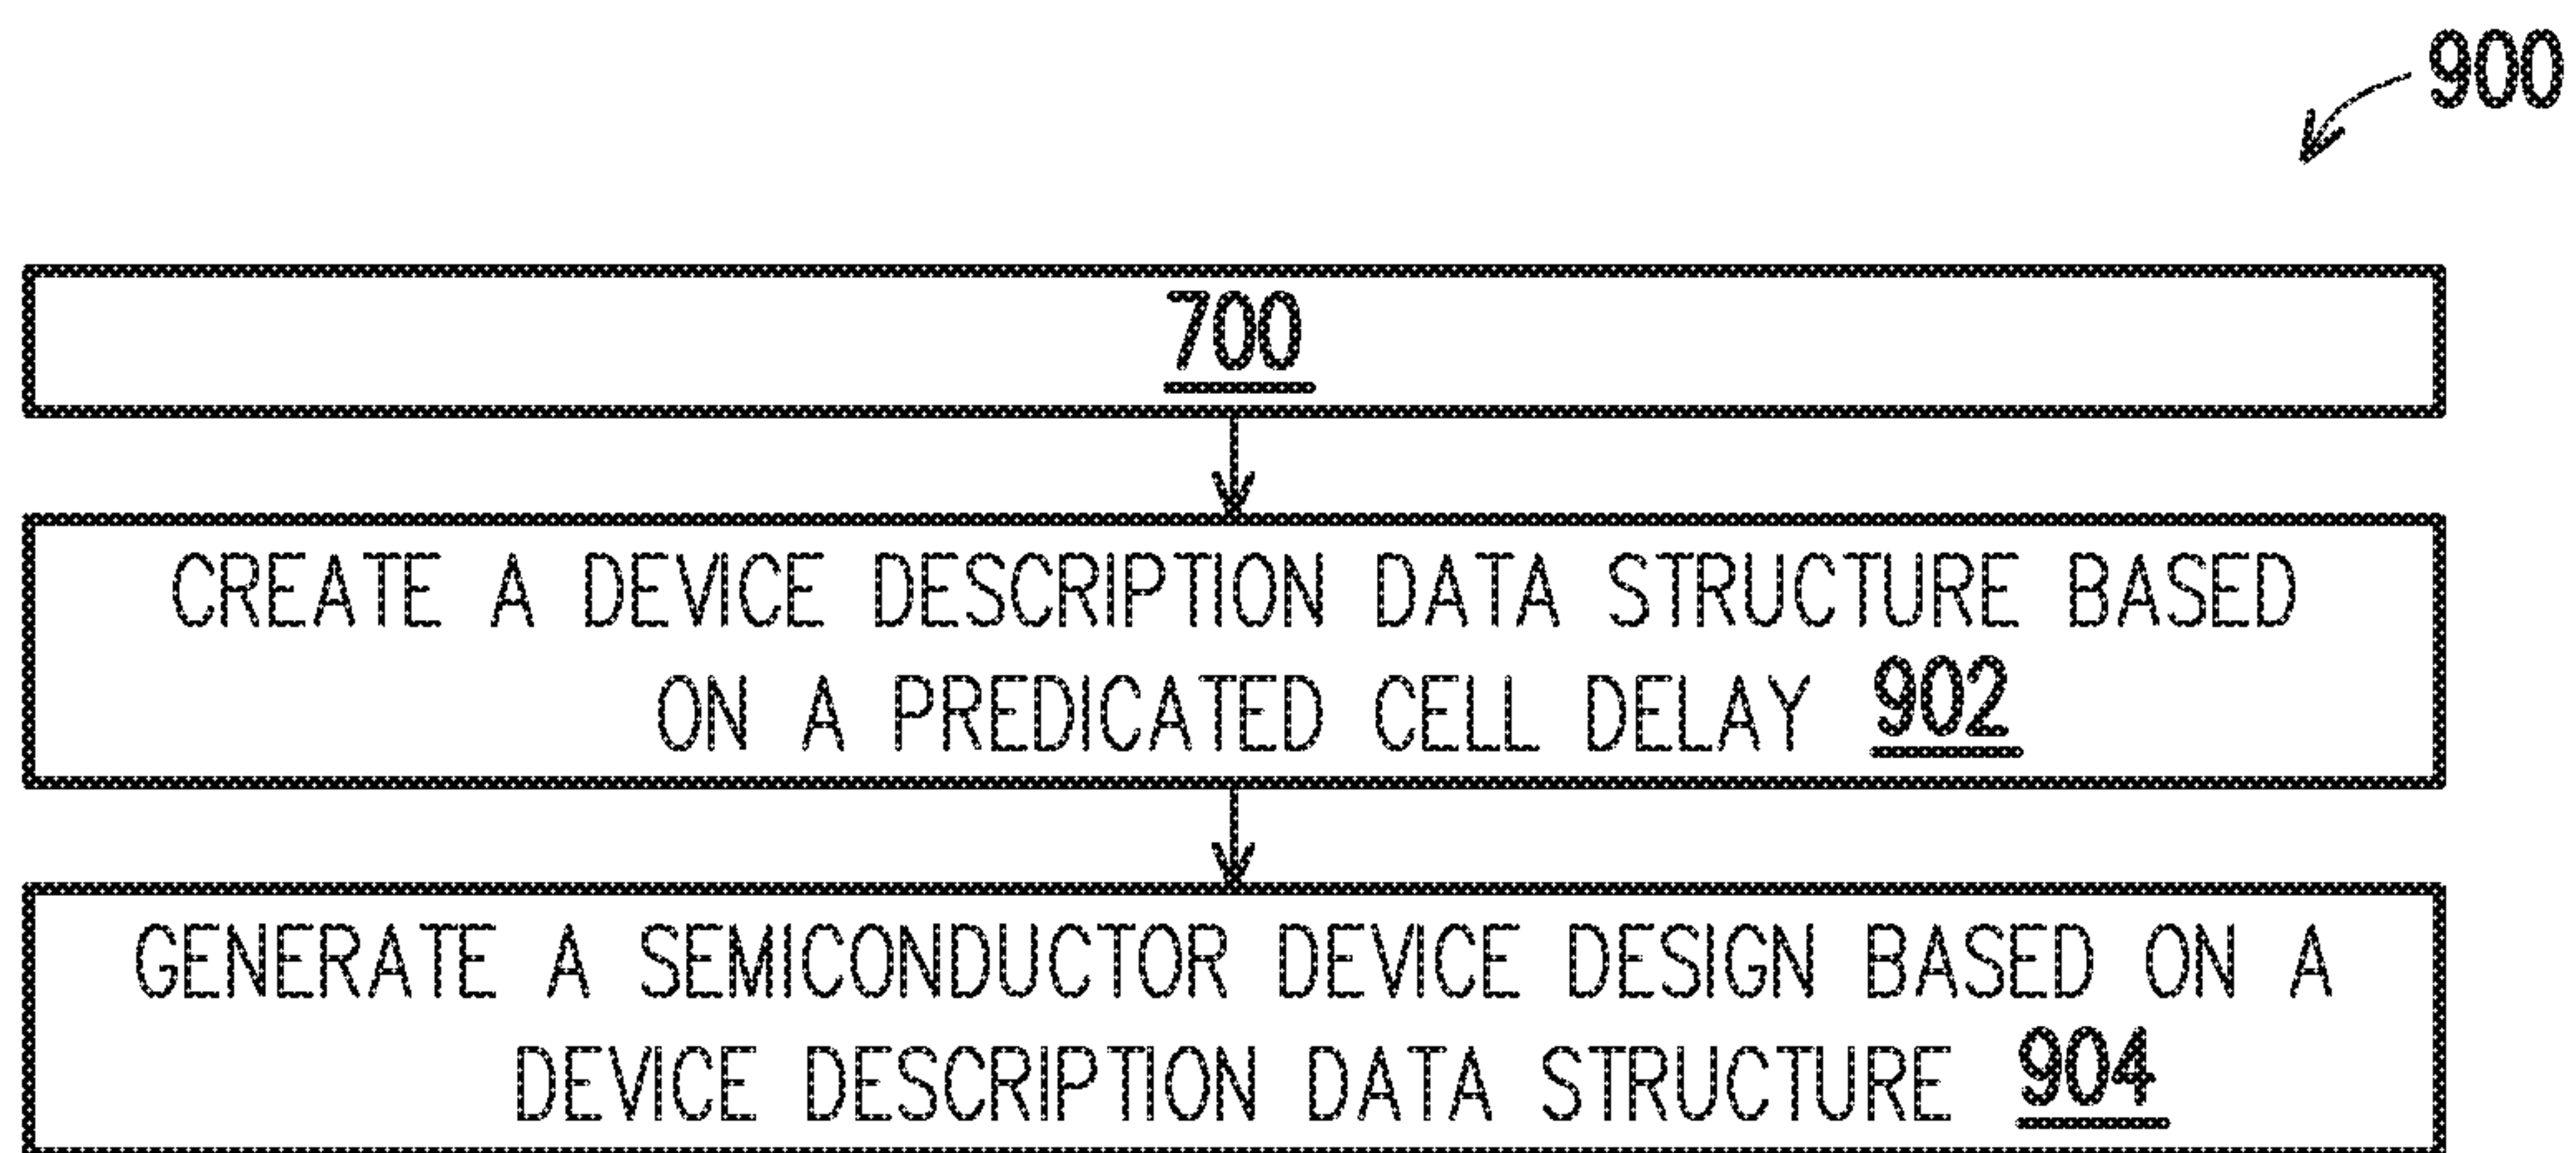 900
700
CREATE A DEVICE DESCRIPTION DATA STRUCTURE BASED
ON A PREDICATED CELL DELAY 902
GENERATE A SEMICONDUCTOR DEVICE DESIGN BASED ON A
DEVICE DESCRIPTION DATA STRUCTURE 904